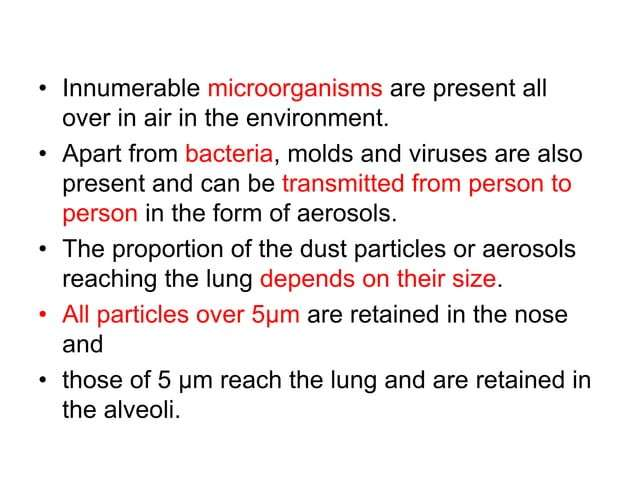 • Innumerable microorganisms are present all
over in air in the environment.
• Apart from bacteria, molds and viruses are also
present and can be transmitted from person to
person in the form of aerosols.
• The proportion of the dust particles or aerosols
reaching the lung depends on their size.
• All particles over 5μm are retained in the nose
and
• those of 5 μm reach the lung and are retained in
the alveoli.